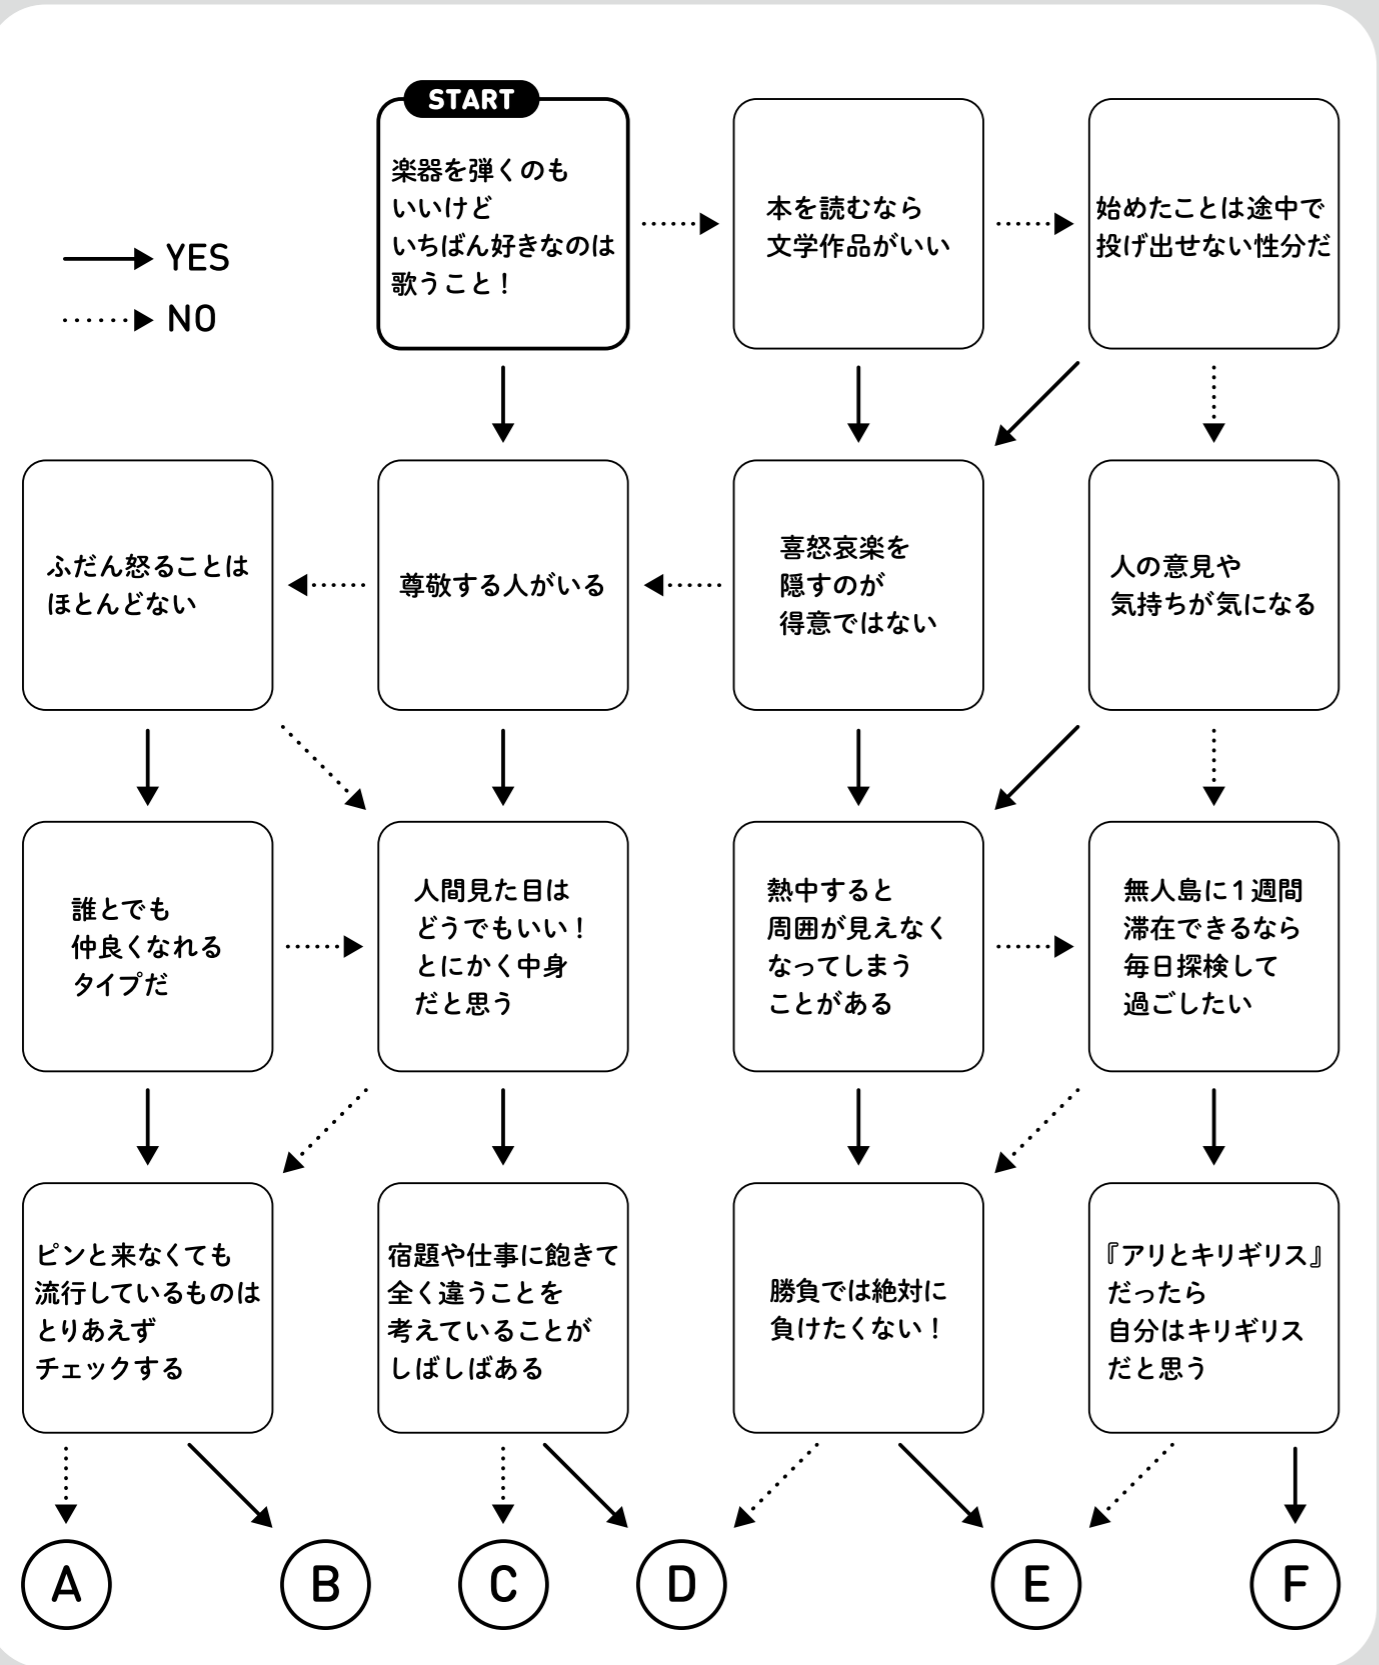 START
楽器を弾くのも
いいけど
いちばん好きなのは
歌うこと！
本を読むなら
文学作品がいい
始めたことは途中で
投げ出せない性分だ
YES
NO
ふだん怒ることは
ほとんどない
尊敬する人がいる
喜怒哀楽を
隠すのが
得意ではない
人の意見や
気持ちが気になる
誰とでも
仲良くなれる
タイプだ
人間見た目は
どうでもいい！
とにかく中身
だと思う
熱中すると
周囲が見えなく
なってしまう
ことがある
無人島に1週間
滞在できるなら
毎日探検して
過ごしたい
ピンと来なくても
流行しているものは
とりあえず
チェックする
宿題や仕事に飽きて
全く違うことを
考えていることが
しばしばある
勝負では絶対に
負けたくない！
『アリとキリギリス』
だったら
自分はキリギリス
だと思う
A
B
C
D
E
F